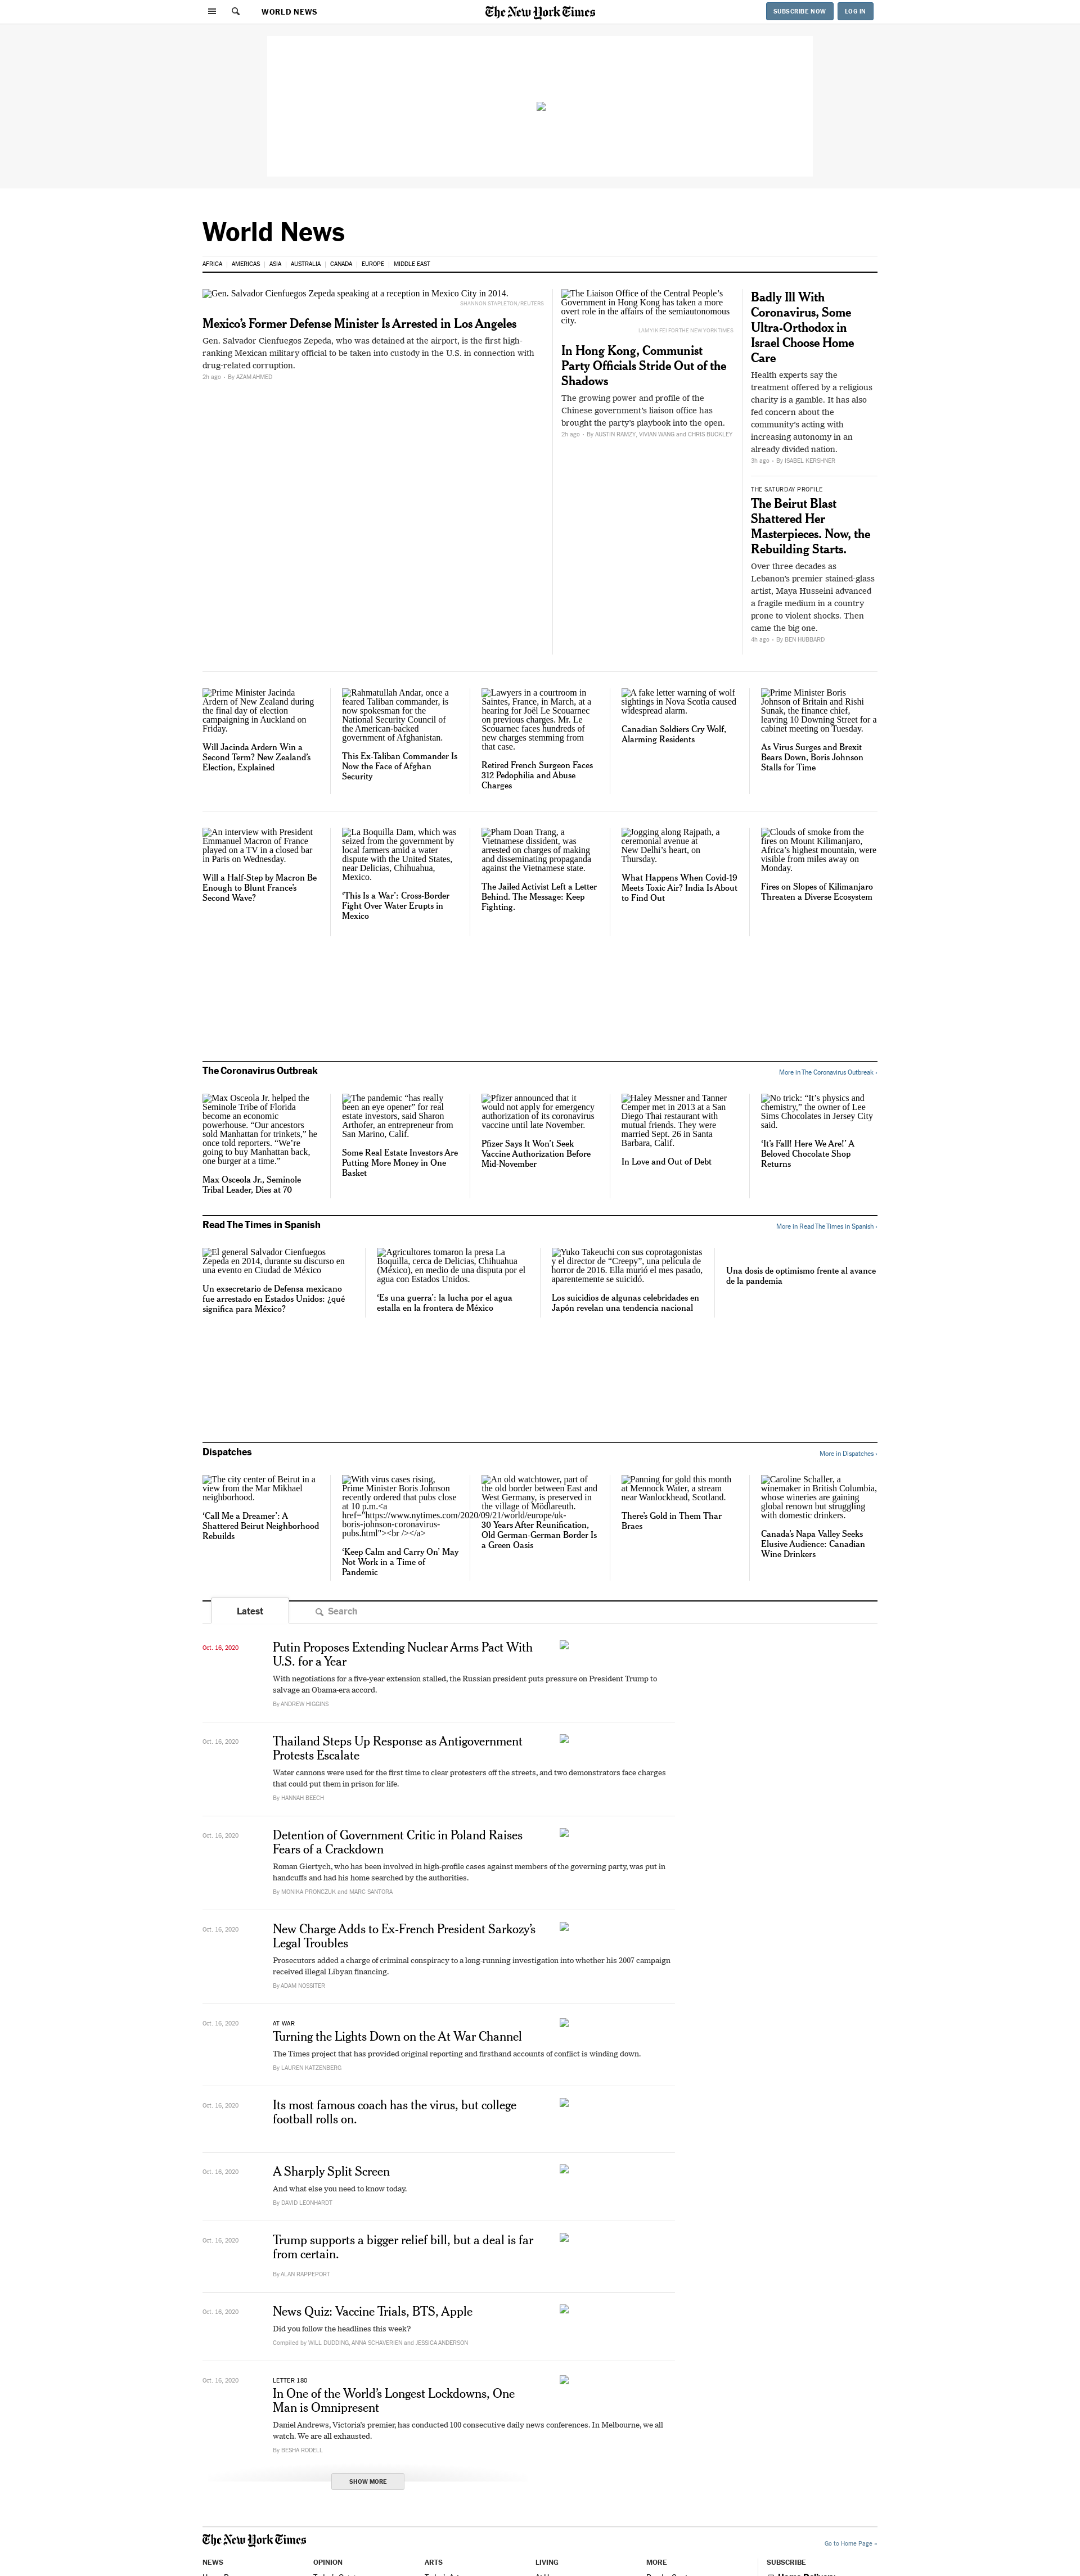 WORLD NEWS
The New York Times
SUBSCRIBE NOW
LOG IN
World News
AFRICA
AMERICAS
ASIA
AUSTRALIA
CANADA
EUROPE
MIDDLE EAST
Gen. Salvador Cienfuegos Zepeda speaking at a reception in Mexico City in 2014.
SHANNON STAPLETON/REUTERS
Mexico's Former Defense Minister Is Arrested in Los Angeles
Gen. Salvador Cienfuegos Zepeda, who was detained at the airport, is the first high-
ranking Mexican military official to be taken into custody in the U.S. in connection with
drug-related corruption.
2h ago · By AZAM AHMED
The Liaison Office of the Central People's
Government in Hong Kong has taken a more
overt role in the affairs of the semiautonomous
city.
LAM YIK FEI FOR THE NEW YORK TIMES
In Hong Kong, Communist
Party Officials Stride Out of the
Shadows
The growing power and profile of the
Chinese government's liaison office has
brought the party's playbook into the open.
2h ago · By AUSTIN RAMZY, VIVIAN WANG and CHRIS BUCKLEY
Badly Ill With
Coronavirus, Some
Ultra-Orthodox in
Israel Choose Home
Care
Health experts say the
treatment offered by a religious
charity is a gamble. It has also
fed concern about the
community's acting with
increasing autonomy in an
already divided nation.
3h ago · By ISABEL KERSHNER
THE SATURDAY PROFILE
The Beirut Blast
Shattered Her
Masterpieces. Now, the
Rebuilding Starts.
Over three decades as
Lebanon's premier stained-glass
artist, Maya Husseini advanced
a fragile medium in a country
prone to violent shocks. Then
came the big one.
4h ago · By BEN HUBBARD
Prime Minister Jacinda
Ardern of New Zealand during
the final day of election
campaigning in Auckland on
Friday.
Will Jacinda Ardern Win a
Second Term? New Zealand's
Election, Explained
Rahmatullah Andar, once a
feared Taliban commander, is
now spokesman for the
National Security Council of
the American-backed
government of Afghanistan.
This Ex-Taliban Commander Is
Now the Face of Afghan
Security
Lawyers in a courtroom in
Saintes, France, in March, at a
hearing for Joël Le Scouarnec
on previous charges. Mr. Le
Scouarnec faces hundreds of
new charges stemming from
that case.
Retired French Surgeon Faces
312 Pedophilia and Abuse
Charges
A fake letter warning of wolf
sightings in Nova Scotia caused
widespread alarm.
Canadian Soldiers Cry Wolf,
Alarming Residents
Prime Minister Boris
Johnson of Britain and Rishi
Sunak, the finance chief,
leaving 10 Downing Street for a
cabinet meeting on Tuesday.
As Virus Surges and Brexit
Bears Down, Boris Johnson
Stalls for Time
An interview with President
Emmanuel Macron of France
played on a TV in a closed bar
in Paris on Wednesday.
Will a Half-Step by Macron Be
Enough to Blunt France's
Second Wave?
La Boquilla Dam, which was
seized from the government by
local farmers amid a water
dispute with the United States,
near Delicias, Chihuahua,
Mexico.
'This Is a War': Cross-Border
Fight Over Water Erupts in
Mexico
Pham Doan Trang, a
Vietnamese dissident, was
arrested on charges of making
and disseminating propaganda
against the Vietnamese state.
The Jailed Activist Left a Letter
Behind. The Message: Keep
Fighting.
Jogging along Rajpath, a
ceremonial avenue at
New Delhi's heart, on
Thursday.
What Happens When Covid-19
Meets Toxic Air? India Is About
to Find Out
Clouds of smoke from the
fires on Mount Kilimanjaro,
Africa's highest mountain, were
visible from miles away on
Monday.
Fires on Slopes of Kilimanjaro
Threaten a Diverse Ecosystem
The Coronavirus Outbreak
More in The Coronavirus Outbreak ›
Max Osceola Jr. helped the
Seminole Tribe of Florida
become an economic
powerhouse. "Our ancestors
sold Manhattan for trinkets," he
once told reporters. "We're
going to buy Manhattan back,
one burger at a time."
Max Osceola Jr., Seminole
Tribal Leader, Dies at 70
The pandemic "has really
been an eye opener" for real
estate investors, said Sharon
Arthofer, an entrepreneur from
San Marino, Calif.
Some Real Estate Investors Are
Putting More Money in One
Basket
Pfizer announced that it
would not apply for emergency
authorization of its coronavirus
vaccine until late November.
Pfizer Says It Won't Seek
Vaccine Authorization Before
Mid-November
Haley Messner and Tanner
Cemper met in 2013 at a San
Diego Thai restaurant with
mutual friends. They were
married Sept. 26 in Santa
Barbara, Calif.
In Love and Out of Debt
No trick: "It's physics and
chemistry," the owner of Lee
Sims Chocolates in Jersey City
said.
'It's Fall! Here We Are!' A
Beloved Chocolate Shop
Returns
Read The Times in Spanish
More in Read The Times in Spanish ›
El general Salvador Cienfuegos
Zepeda en 2014, durante su discurso en
una evento en Ciudad de México
Un exsecretario de Defensa mexicano
fue arrestado en Estados Unidos: ¿qué
significa para México?
Agricultores tomaron la presa La
Boquilla, cerca de Delicias, Chihuahua
(México), en medio de una disputa por el
agua con Estados Unidos.
'Es una guerra': la lucha por el agua
estalla en la frontera de México
Yuko Takeuchi con sus coprotagonistas
y el director de "Creepy", una película de
horror de 2016. Ella murió el mes pasado,
aparentemente se suicidó.
Los suicidios de algunas celebridades en
Japón revelan una tendencia nacional
Una dosis de optimismo frente al avance
de la pandemia
Dispatches
More in Dispatches ›
The city center of Beirut in a
view from the Mar Mikhael
neighborhood.
'Call Me a Dreamer': A
Shattered Beirut Neighborhood
Rebuilds
With virus cases rising,
Prime Minister Boris Johnson
recently ordered that pubs close
at 10 p.m.<a
href="https://www.nytimes.com/2020/09/21/world/europe/uk-
boris-johnson-coronavirus-
pubs.html"><br /></a>
'Keep Calm and Carry On' May
Not Work in a Time of
Pandemic
An old watchtower, part of
the old border between East and
West Germany, is preserved in
the village of Mödlareuth.
30 Years After Reunification,
Old German-German Border Is
a Green Oasis
Panning for gold this month
at Mennock Water, a stream
near Wanlockhead, Scotland.
There's Gold in Them Thar
Braes
Caroline Schaller, a
winemaker in British Columbia,
whose wineries are gaining
global renown but struggling
with domestic drinkers.
Canada's Napa Valley Seeks
Elusive Audience: Canadian
Wine Drinkers
Latest
Search
Oct. 16, 2020
Putin Proposes Extending Nuclear Arms Pact With
U.S. for a Year
With negotiations for a five-year extension stalled, the Russian president puts pressure on President Trump to
salvage an Obama-era accord.
By ANDREW HIGGINS
Oct. 16, 2020
Thailand Steps Up Response as Antigovernment
Protests Escalate
Water cannons were used for the first time to clear protesters off the streets, and two demonstrators face charges
that could put them in prison for life.
By HANNAH BEECH
Oct. 16, 2020
Detention of Government Critic in Poland Raises
Fears of a Crackdown
Roman Giertych, who has been involved in high-profile cases against members of the governing party, was put in
handcuffs and had his home searched by the authorities.
By MONIKA PRONCZUK and MARC SANTORA
Oct. 16, 2020
New Charge Adds to Ex-French President Sarkozy's
Legal Troubles
Prosecutors added a charge of criminal conspiracy to a long-running investigation into whether his 2007 campaign
received illegal Libyan financing.
By ADAM NOSSITER
Oct. 16, 2020
AT WAR
Turning the Lights Down on the At War Channel
The Times project that has provided original reporting and firsthand accounts of conflict is winding down.
By LAUREN KATZENBERG
Oct. 16, 2020
Its most famous coach has the virus, but college
football rolls on.
Oct. 16, 2020
A Sharply Split Screen
And what else you need to know today.
By DAVID LEONHARDT
Oct. 16, 2020
Trump supports a bigger relief bill, but a deal is far
from certain.
By ALAN RAPPEPORT
Oct. 16, 2020
News Quiz: Vaccine Trials, BTS, Apple
Did you follow the headlines this week?
Compiled by WILL DUDDING, ANNA SCHAVERIEN and JESSICA ANDERSON
Oct. 16, 2020
LETTER 180
In One of the World's Longest Lockdowns, One
Man is Omnipresent
Daniel Andrews, Victoria's premier, has conducted 100 consecutive daily news conferences. In Melbourne, we all
watch. We are all exhausted.
By BESHA RODELL
SHOW MORE
The New York Times
Go to Home Page »
NEWS
OPINION
ARTS
LIVING
MORE
SUBSCRIBE